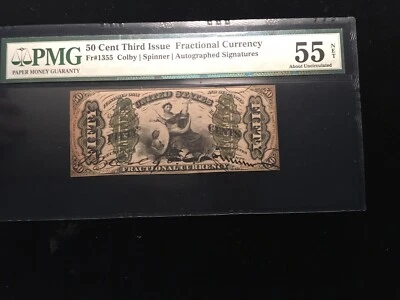 PMG
PAPER MONEY GUARANTY
50 Cent Third Issue Fractional Currency
Fr#1355 Colby | Spinner | Autographed Signatures
55 NET
About Uncirculated
UNITED STATES
FIFTY
FIFTY
FRACTIONAL CURRENCY